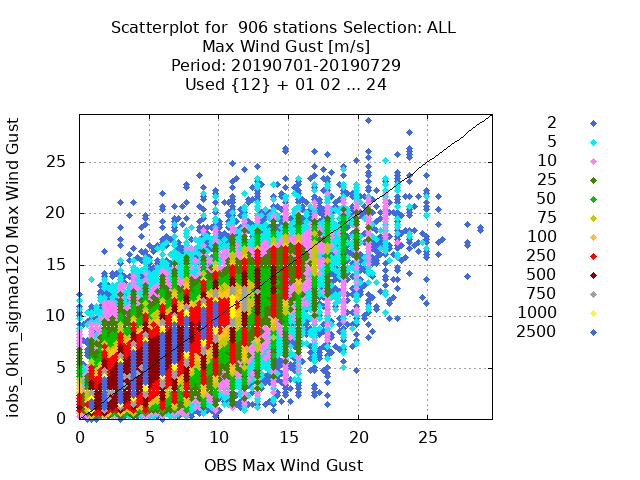 Scatterplot for  906 stations Selection: ALL
Max Wind Gust [m/s]
Period: 20190701-20190729
Used {12} + 01 02 ... 24
iobs_0km_sigmao120 Max Wind Gust
25
20
15
10
5
0
0 5 10 15 20 25
OBS Max Wind Gust
2
5
10
25
50
75
100
250
500
750
1000
2500